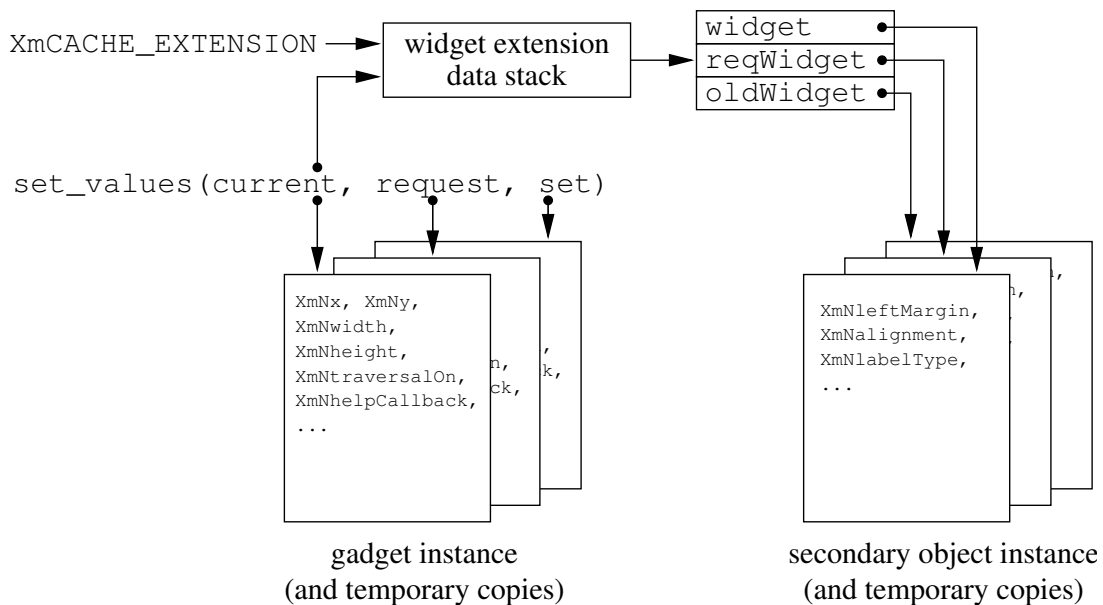 XmCACHE_EXTENSION
widget extension
data stack
widget
reqWidget
oldWidget
set_values(current, request, set)
XmNx, XmNy,
XmNwidth,
XmNheight,
XmNtraversalOn,
XmNhelpCallback,
...
XmNleftMargin,
XmNalignment,
XmNlabelType,
...
gadget instance
(and temporary copies)
secondary object instance
(and temporary copies)